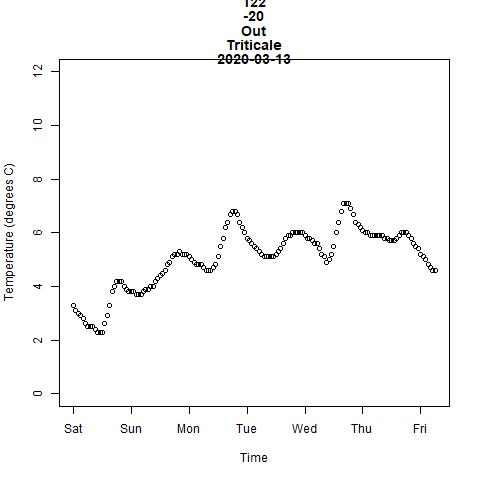 122
-20
Out
Triticale
2020-03-13
Temperature (degrees C)
12
10
8
6
4
2
0
Sat Sun Mon Tue Wed Thu Fri
Time